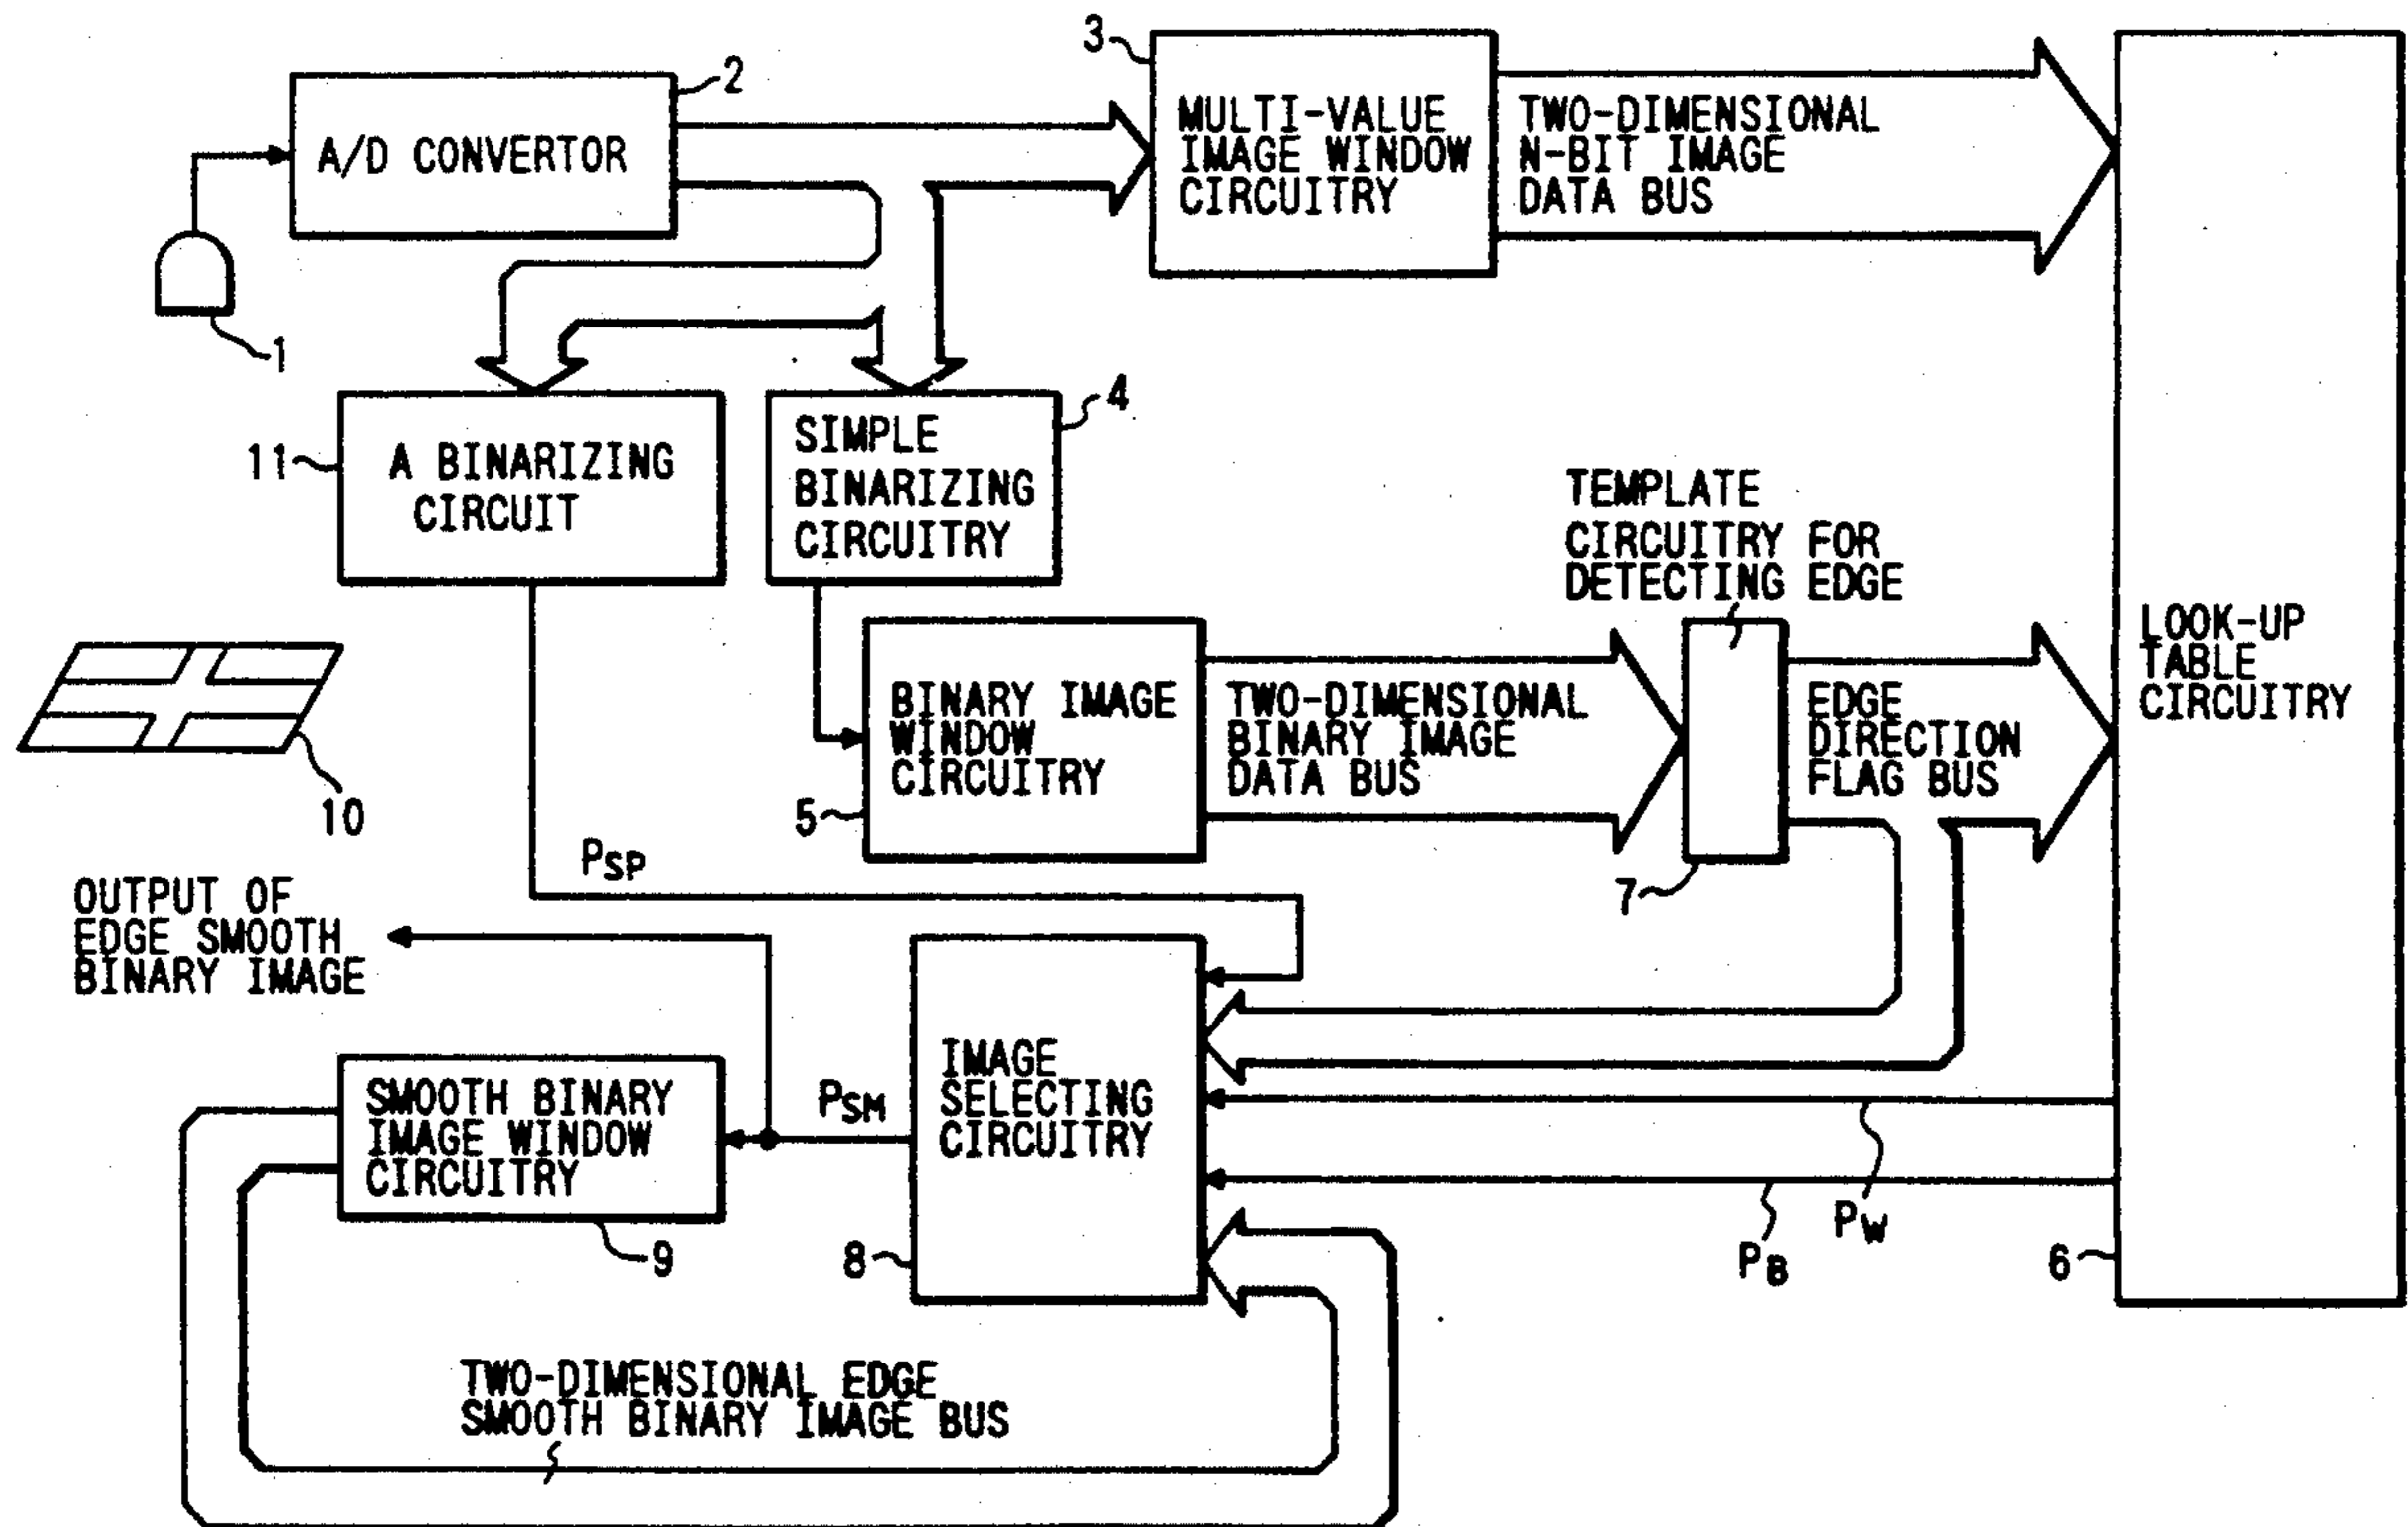 3
2
A/D CONVERTOR
MULTI-VALUE
IMAGE WINDOW
CIRCUITRY
TWO-DIMENSIONAL
N-BIT IMAGE
DATA BUS
1
4
11
A BINARIZING
CIRCUIT
SIMPLE
BINARIZING
CIRCUITRY
TEMPLATE
CIRCUITRY FOR
DETECTING EDGE
LOOK-UP
TABLE
CIRCUITRY
10
BINARY IMAGE
WINDOW
CIRCUITRY
5
TWO-DIMENSIONAL
BINARY IMAGE
DATA BUS
EDGE
DIRECTION
FLAG BUS
7
PSP
OUTPUT OF
EDGE SMOOTH
BINARY IMAGE
SMOOTH BINARY
IMAGE WINDOW
CIRCUITRY
9
PSM
IMAGE
SELECTING
CIRCUITRY
8
PW
PB
6
TWO-DIMENSIONAL EDGE
SMOOTH BINARY IMAGE BUS